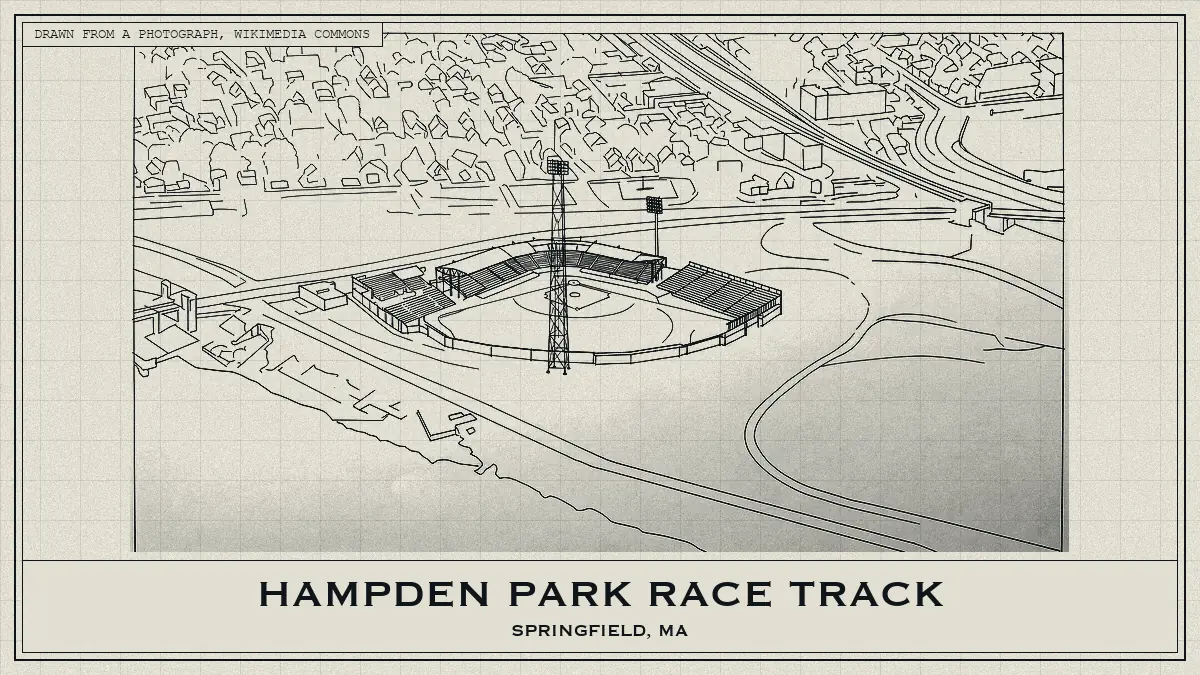 DRAWN FROM A PHOTOGRAPH, WIKIMEDIA COMMONS
HAMPDEN PARK RACE TRACK
SPRINGFIELD, MA